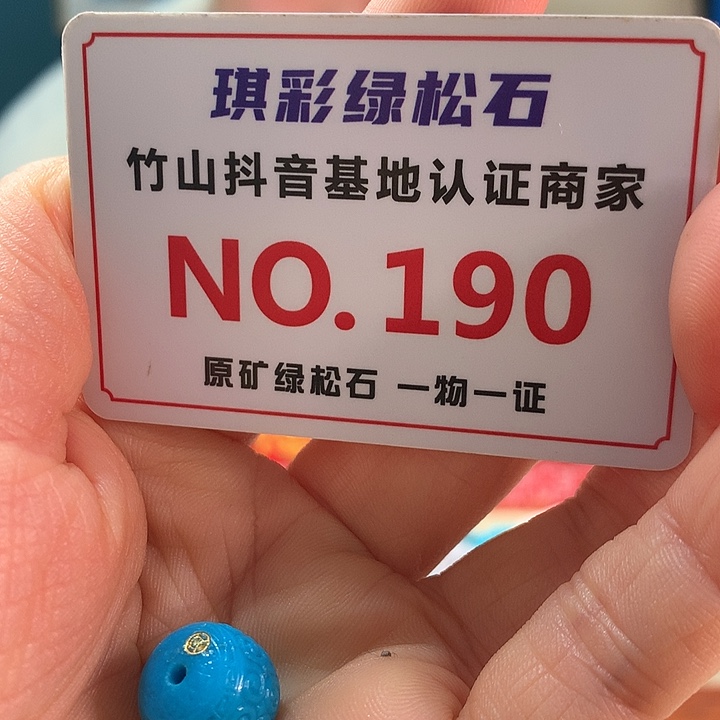 琪彩绿松石
竹山抖音基地认证商家
NO.190
原矿绿松石 一物一证